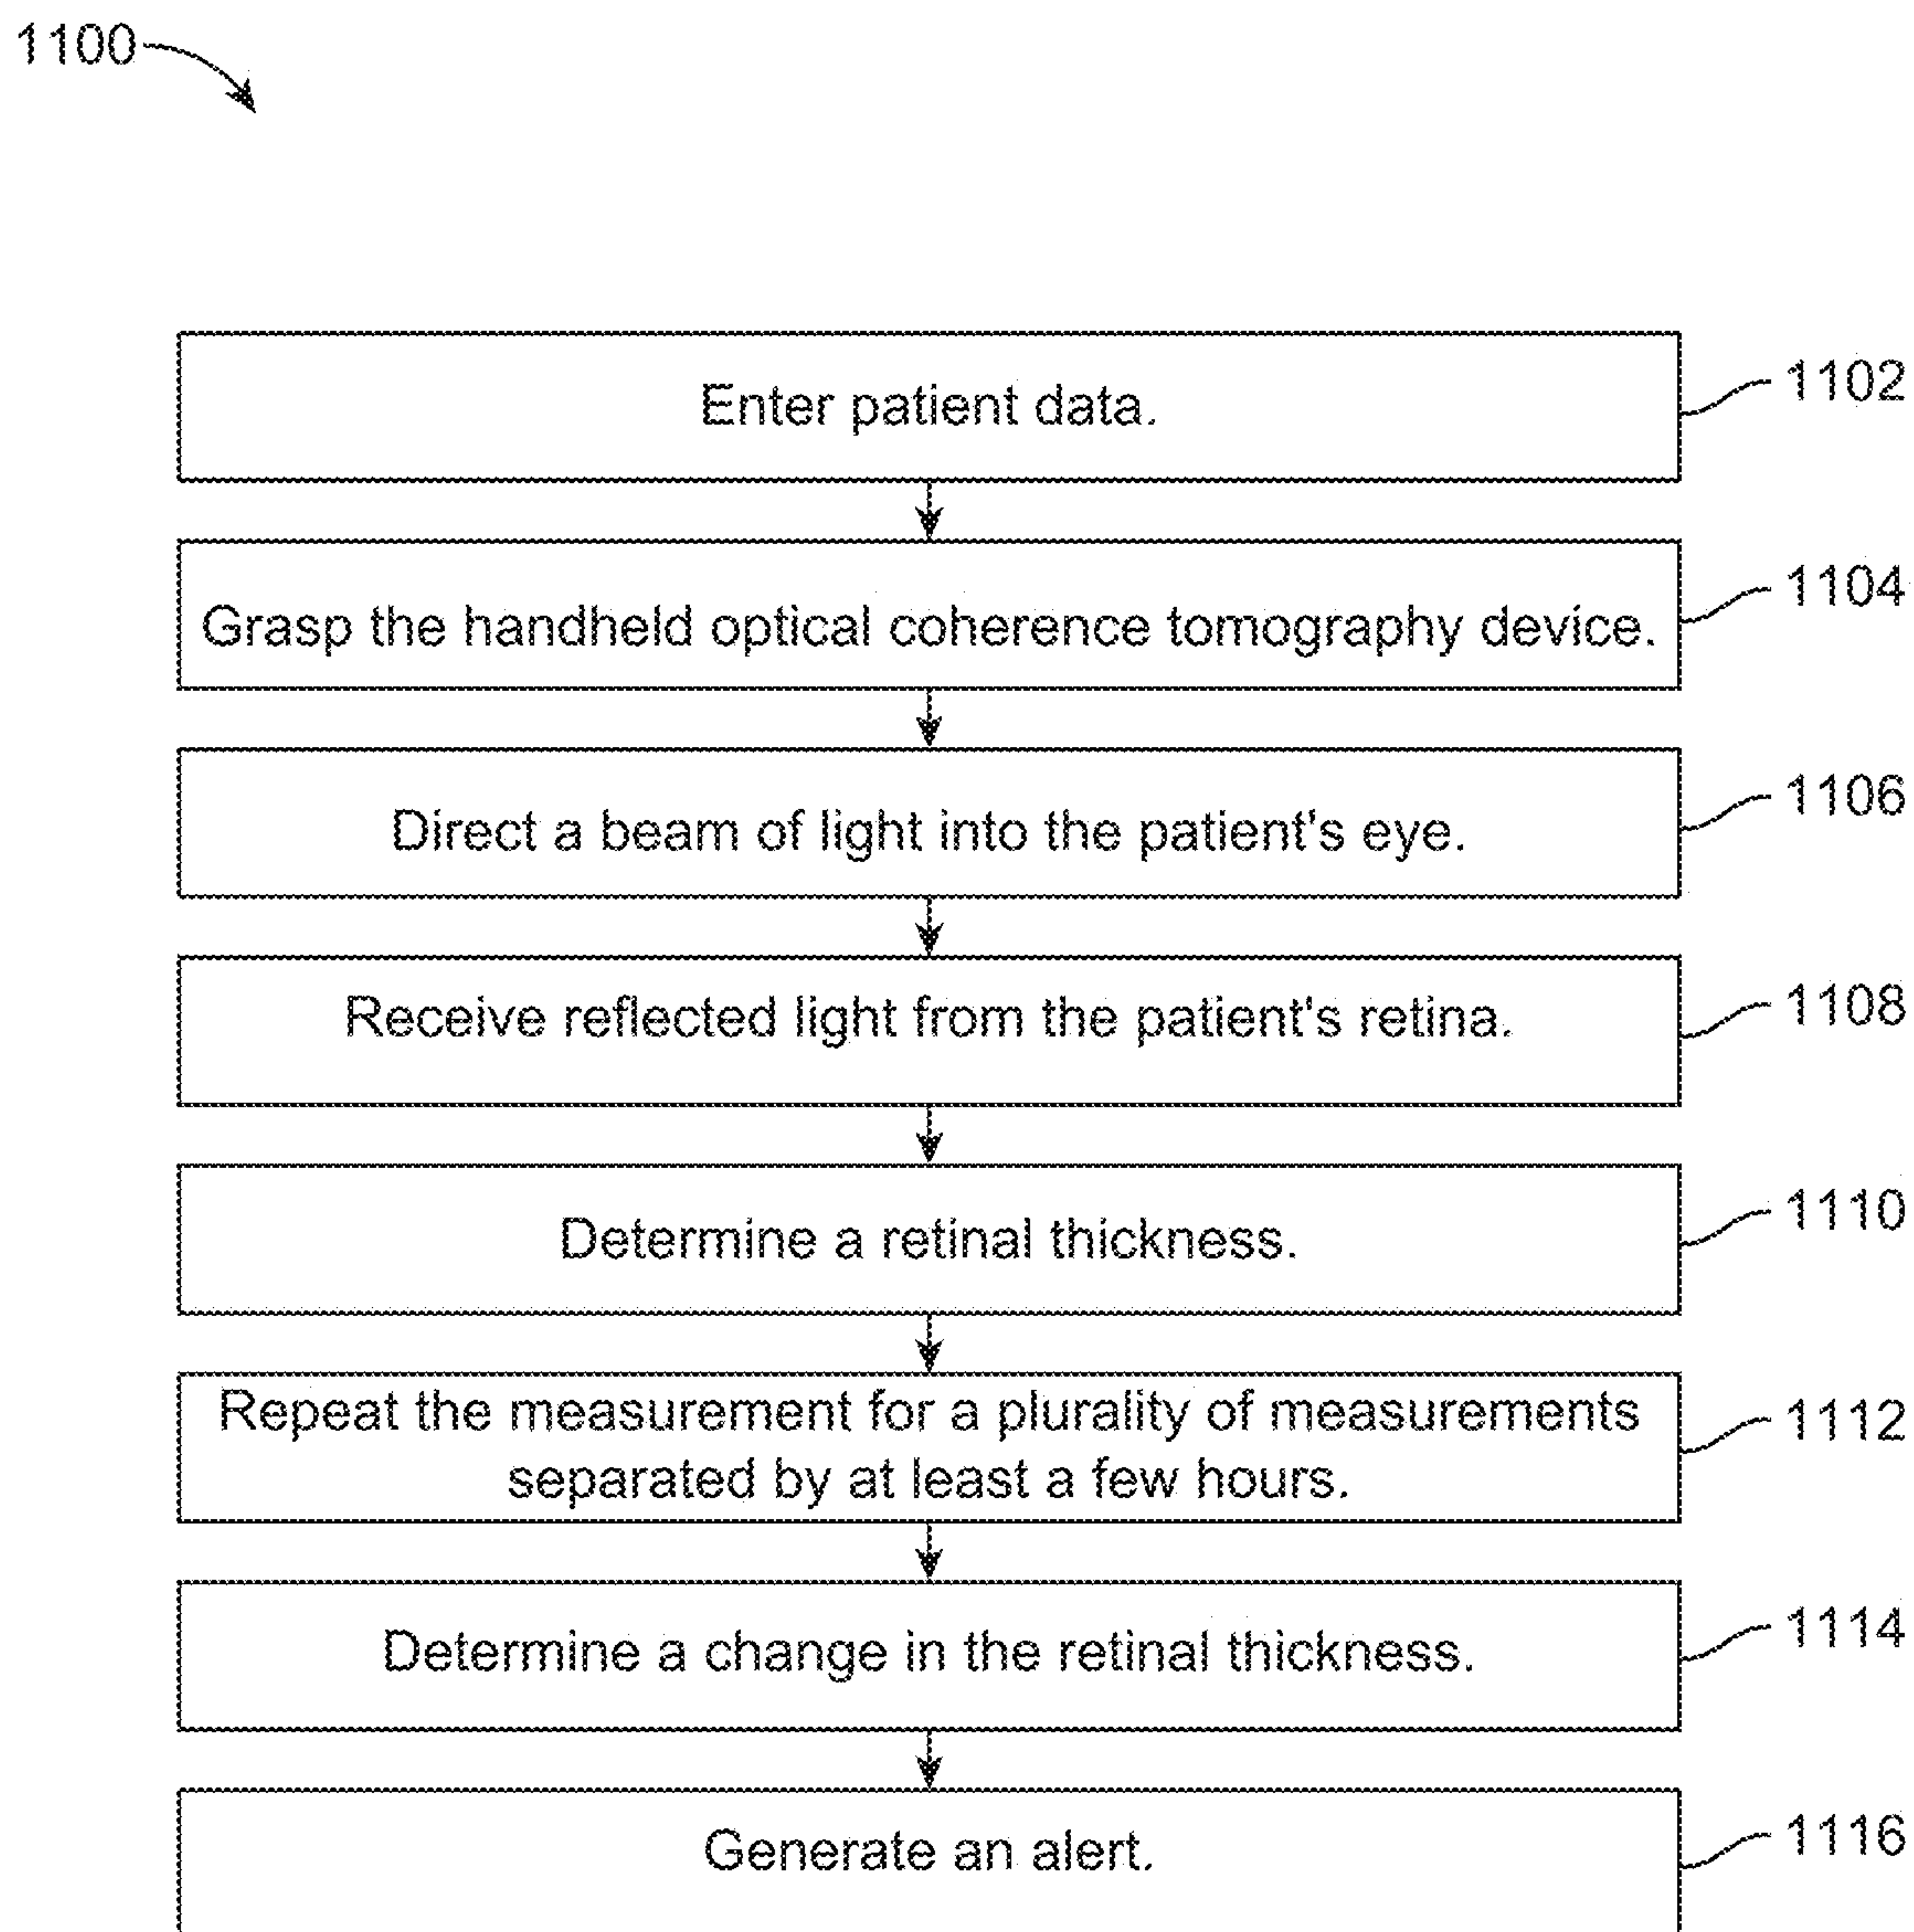 1100
Enter patient data.
1102
Grasp the handheld optical coherence tomography device.
1104
Direct a beam of light into the patient's eye.
1106
Receive reflected light from the patient's retina.
1108
Determine a retinal thickness.
1110
Repeat the measurement for a plurality of measurements
separated by at least a few hours.
1112
Determine a change in the retinal thickness.
1114
Generate an alert.
1116